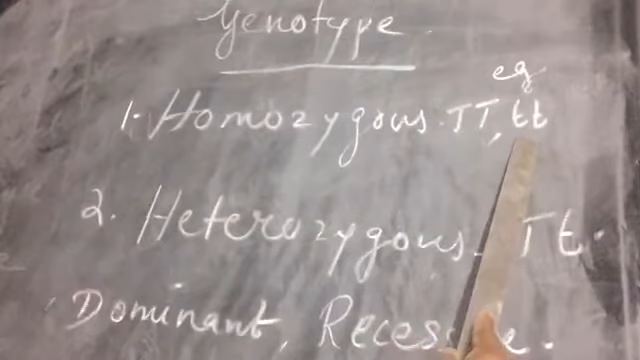 Genotype.
eg
1. Homozygous. TT, tt
2. Heterozygous. Tt.
Dominant,